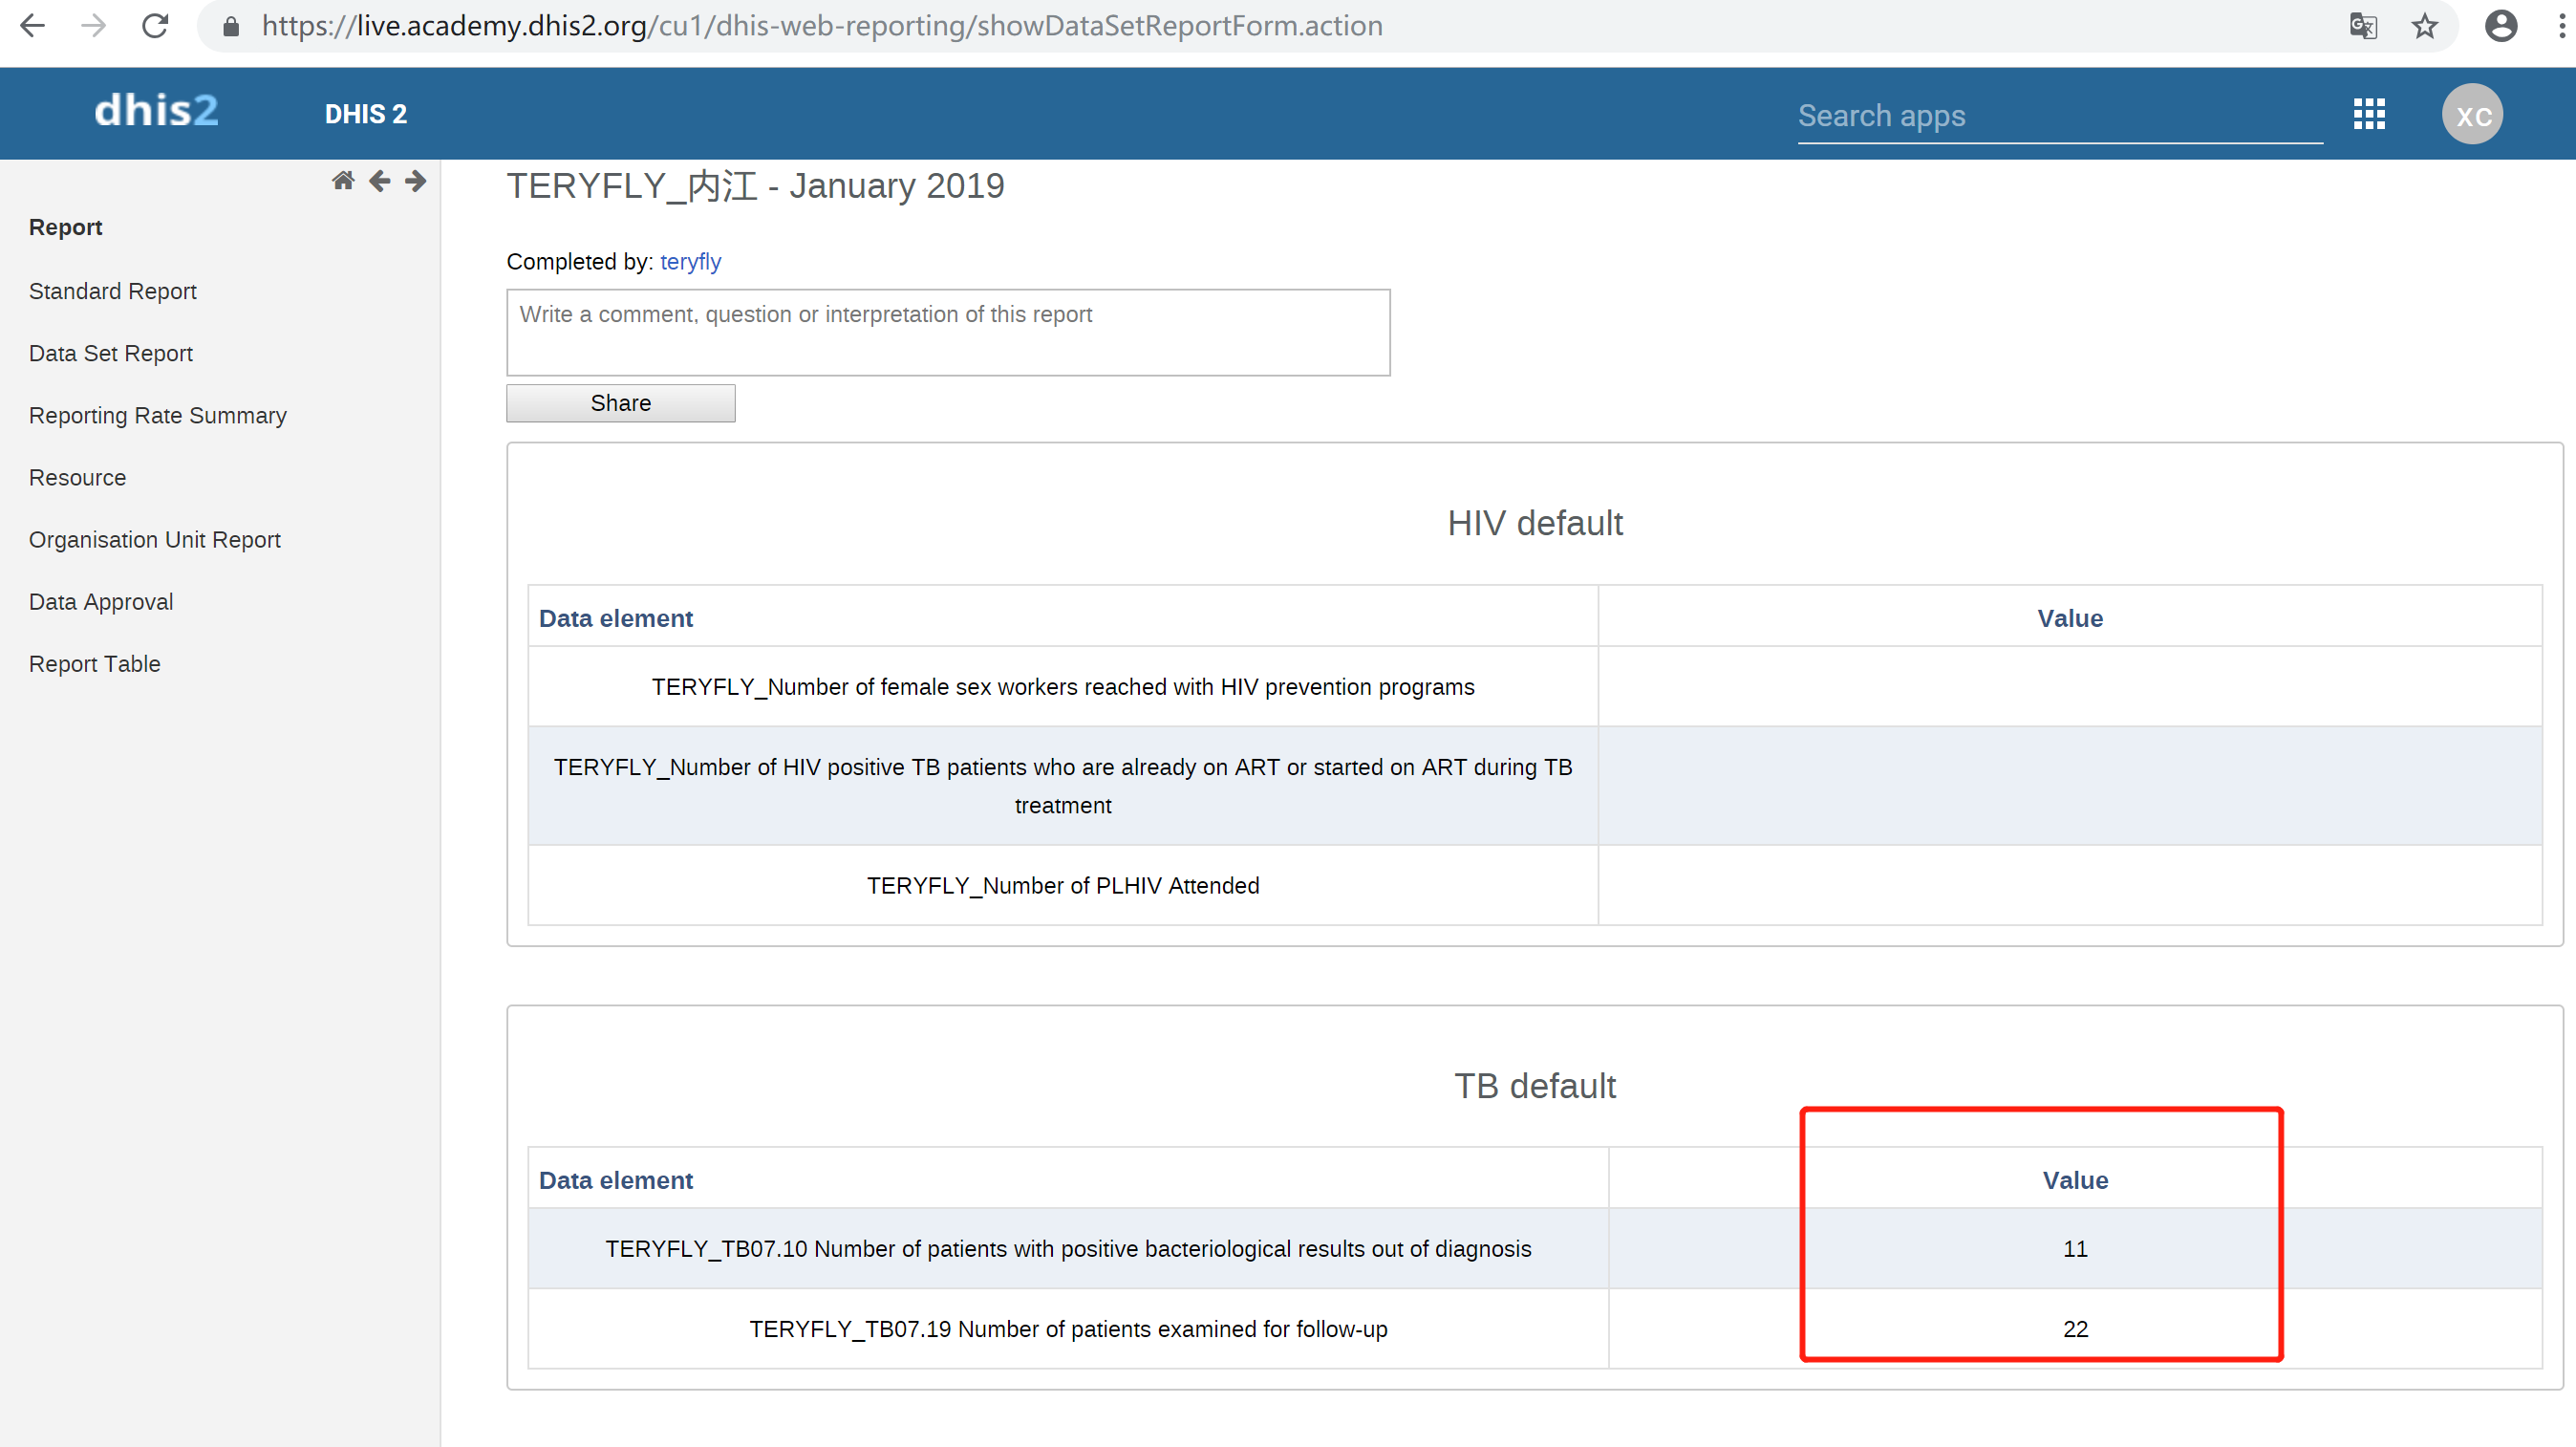 https://live.academy.dhis2.org/cu1/dhis-web-reporting/showDataSetReportForm.action
dhis2
DHIS 2
Search apps
XC
Report
Standard Report
Data Set Report
Reporting Rate Summary
Resource
Organisation Unit Report
Data Approval
Report Table
TERYFLY_内江 - January 2019
Completed by: teryfly
Write a comment, question or interpretation of this report
Share
HIV default
Data element Value
TERYFLY_Number of female sex workers reached with HIV prevention programs
TERYFLY_Number of HIV positive TB patients who are already on ART or started on ART during TB
treatment
TERYFLY_Number of PLHIV Attended
TB default
Data element Value
TERYFLY_TB07.10 Number of patients with positive bacteriological results out of diagnosis 11
TERYFLY_TB07.19 Number of patients examined for follow-up 22